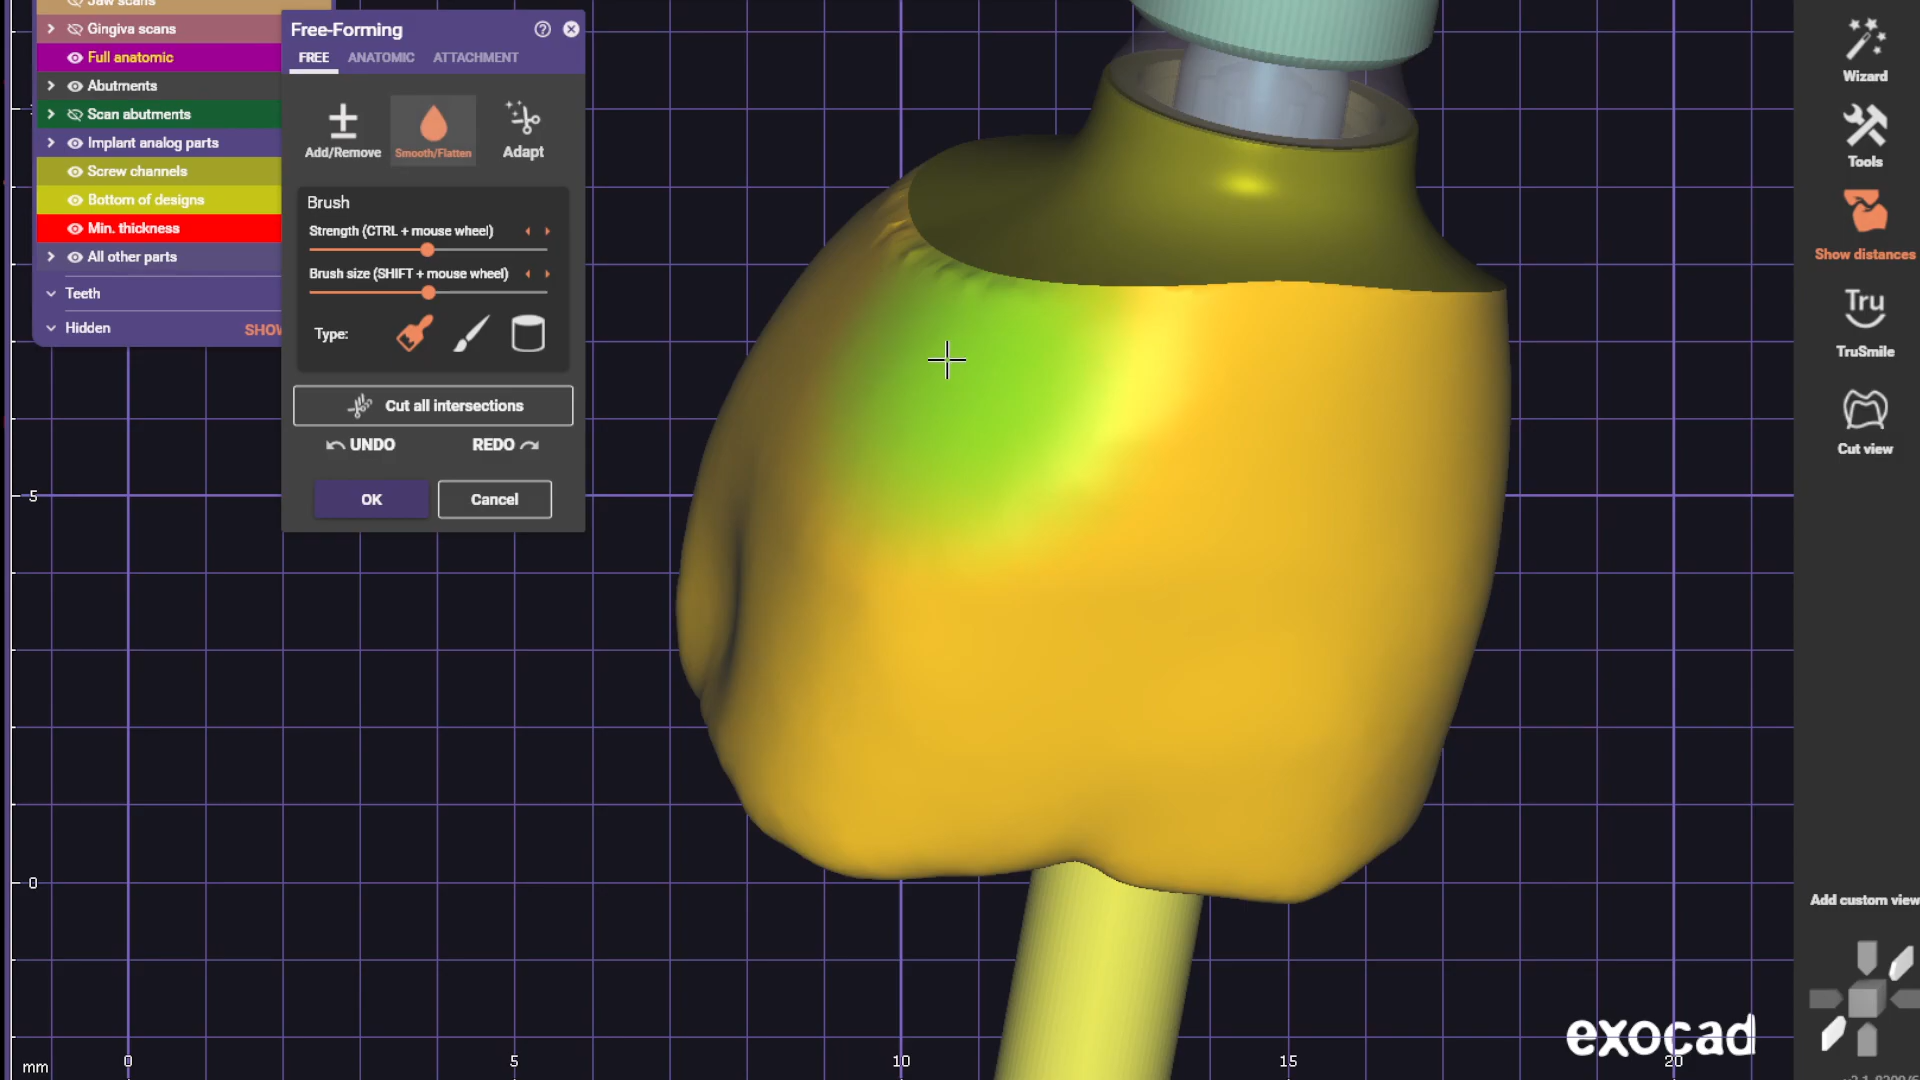 Jaw scans
Gingiva scans
Full anatomic
Abutments
Scan abutments
Implant analog parts
Screw channels
Bottom of designs
Min. thickness
All other parts
Teeth
Hidden
Free-Forming
FREE ANATOMIC ATTACHMENT
Add/Remove Smooth/Flatten Adapt
Brush
Strength (CTRL + mouse wheel)
Brush size (SHIFT + mouse wheel)
Type:
Cut all intersections
UNDO REDO
OK Cancel
Wizard
Tools
Show distances
Tru
TruSmile
Cut view
Add custom view
exocad
5
0
mm 0 5 10 15 20